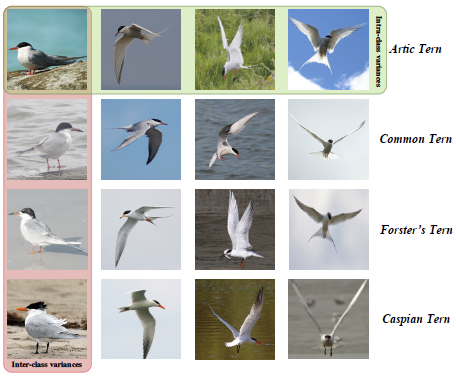 Intra-class variances
Artic Tern
Common Tern
Forster's Tern
Caspian Tern
Inter-class variances